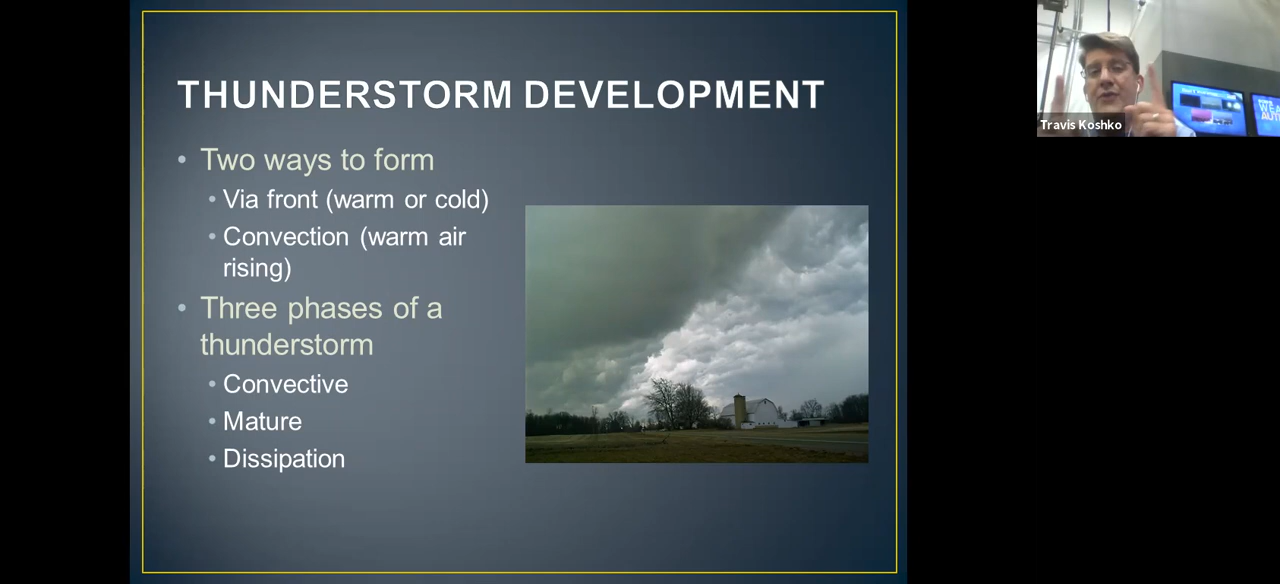 THUNDERSTORM DEVELOPMENT
• Two ways to form
• Via front (warm or cold)
• Convection (warm air
rising)
• Three phases of a
thunderstorm
• Convective
• Mature
• Dissipation
Travis Koshko